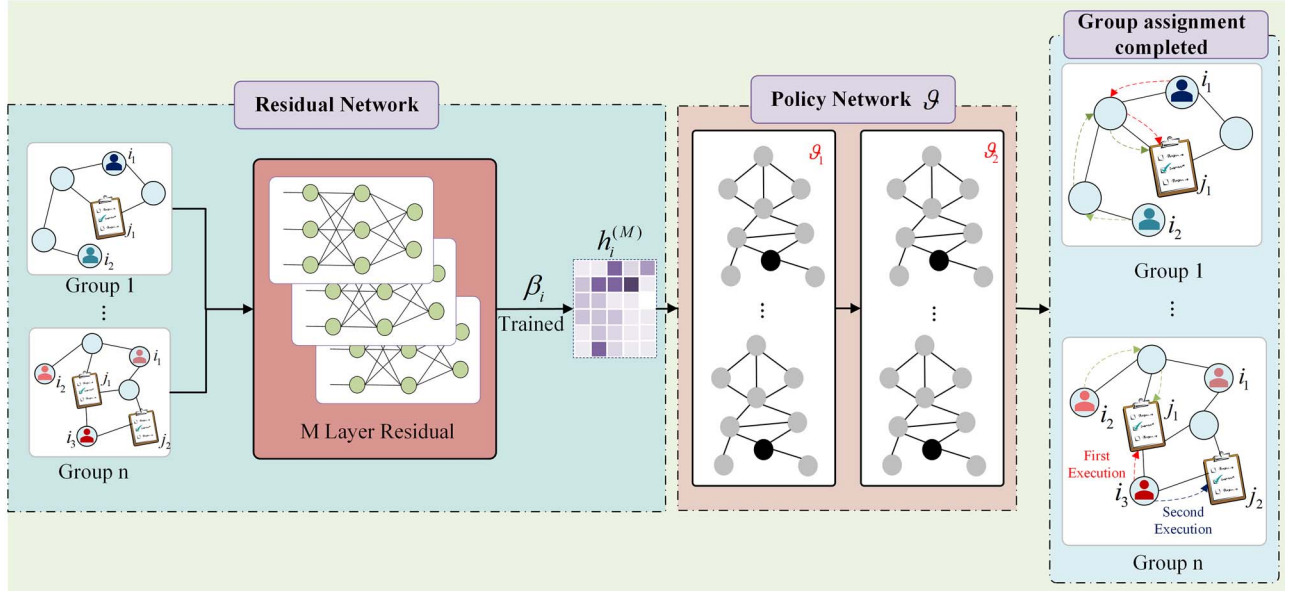 Residual Network
i₁
j₁
i₂
Group 1
⋮
i₁
i₂
j₁
i₃
j₂
Group n
M Layer Residual
βᵢ
Trained
hᵢ⁽ᴹ⁾
Policy Network ϑ
ϑ₁
...
ϑ₂
...
Group assignment
completed
i₁
j₁
i₂
Group 1
⋮
i₁
i₂
j₁
First
Execution
i₃
j₂
Second
Execution
Group n